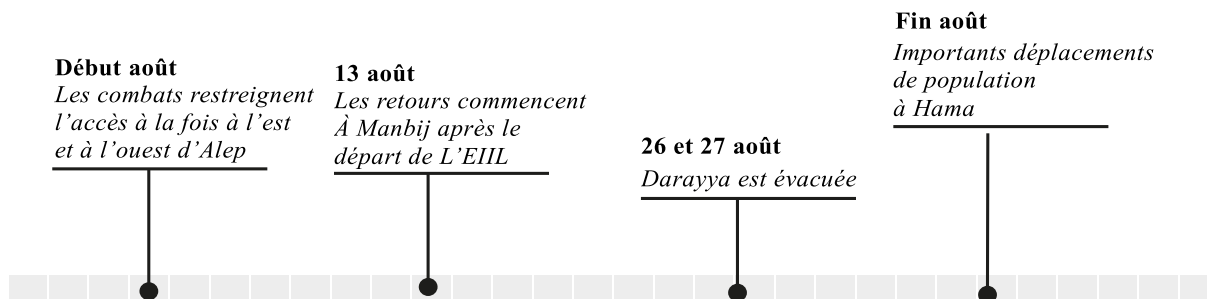 Début août
Les combats restreignent
l’accès à la fois à l’est
et à l’ouest d’Alep
13 août
Les retours commencent
À Manbij après le
départ de L’EIIL
26 et 27 août
Darayya est évacuée
Fin août
Importants déplacements
de population
à Hama